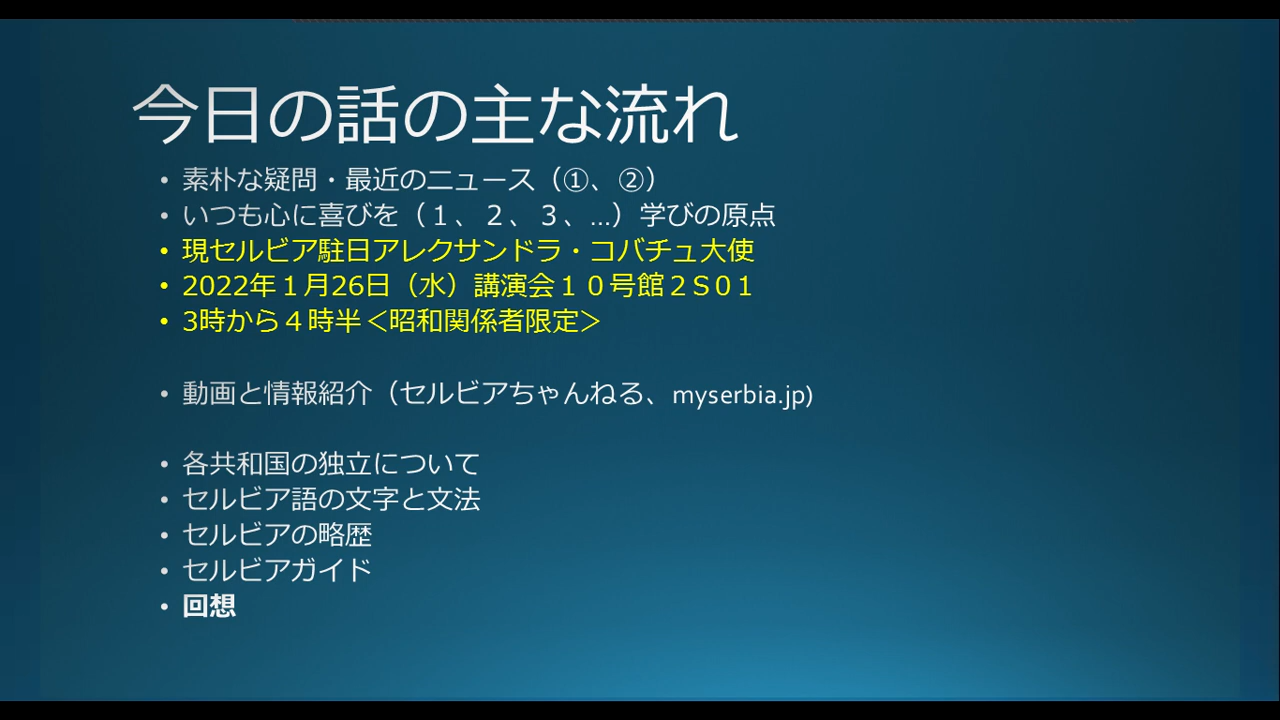 今日の話の主な流れ
• 素朴な疑問・最近のニュース（①、②）
• いつも心に喜びを（１、２、３、…）学びの原点
• 現セルビア駐日アレクサンドラ・コバチュ大使
• 2022年１月26日（水）講演会１０号館２Ｓ０１
• 3時から４時半＜昭和関係者限定＞
• 動画と情報紹介（セルビアちゃんねる、myserbia.jp)
• 各共和国の独立について
• セルビア語の文字と文法
• セルビアの略歴
• セルビアガイド
• 回想